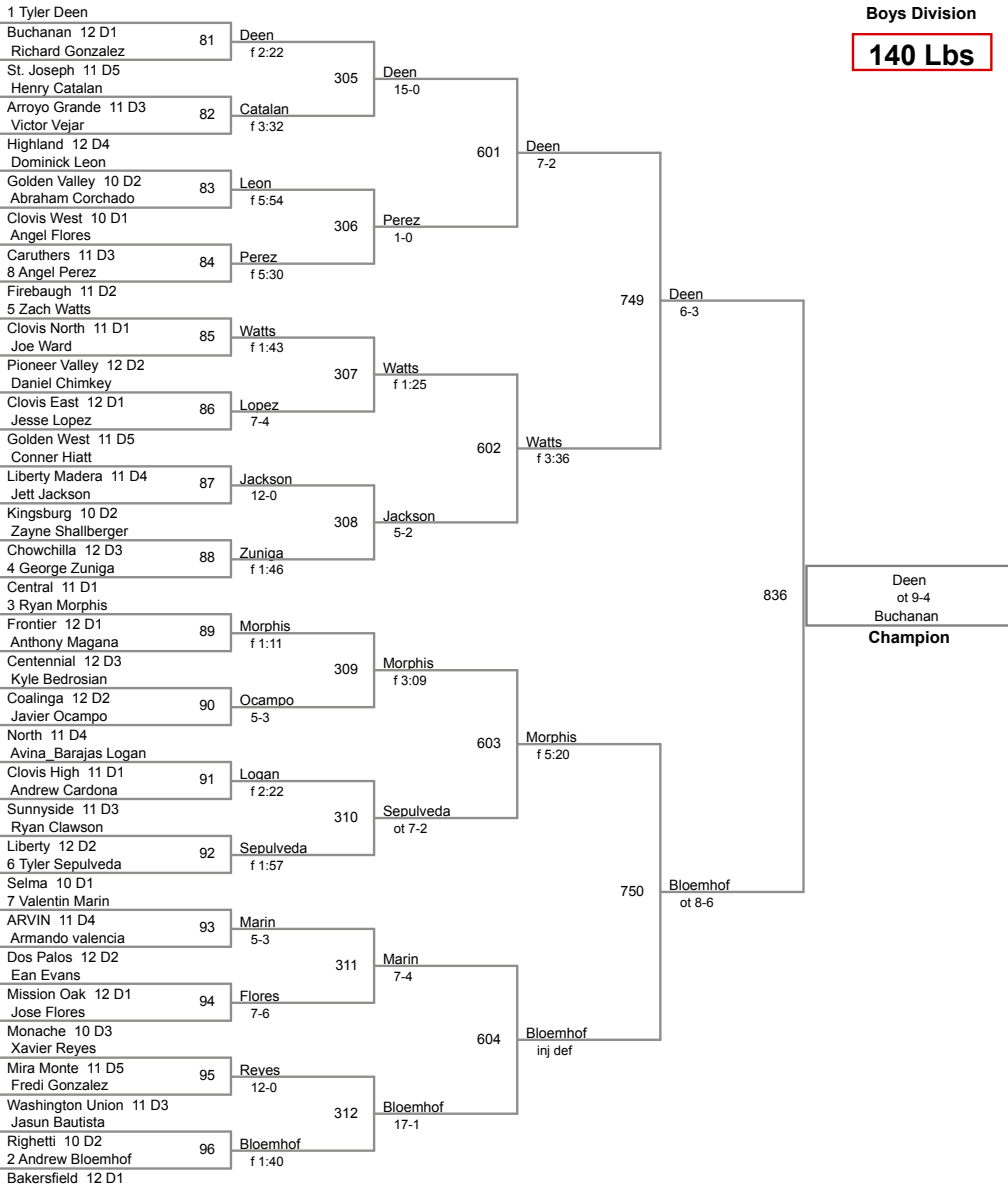 1 Tyler Deen
Buchanan 12 D1
Richard Gonzalez
St. Joseph 11 D5
Henry Catalan
Arroyo Grande 11 D3
Victor Vejar
Highland 12 D4
Dominick Leon
Golden Valley 10 D2
Abraham Corchado
Clovis West 10 D1
Angel Flores
Caruthers 11 D3
8 Angel Perez
Firebaugh 11 D2
5 Zach Watts
Clovis North 11 D1
Joe Ward
Pioneer Valley 12 D2
Daniel Chimkey
Clovis East 12 D1
Jesse Lopez
Golden West 11 D5
Conner Hiatt
Liberty Madera 11 D4
Jett Jackson
Kingsburg 10 D2
Zayne Shallberger
Chowchilla 12 D3
4 George Zuniga
Central 11 D1
3 Ryan Morphis
Frontier 12 D1
Anthony Magana
Centennial 12 D3
Kyle Bedrosian
Coalinga 12 D2
Javier Ocampo
North 11 D4
Avina_Barajas Logan
Clovis High 11 D1
Andrew Cardona
Sunnyside 11 D3
Ryan Clawson
Liberty 12 D2
6 Tyler Sepulveda
Selma 10 D1
7 Valentin Marin
ARVIN 11 D4
Armando valencia
Dos Palos 12 D2
Ean Evans
Mission Oak 12 D1
Jose Flores
Monache 10 D3
Xavier Reyes
Mira Monte 11 D5
Fredi Gonzalez
Washington Union 11 D3
Jasun Bautista
Righetti 10 D2
2 Andrew Bloemhof
Bakersfield 12 D1
81
82
83
84
85
86
87
88
89
90
91
92
93
94
95
96
Deen
f 2:22
Catalan
f 3:32
Leon
f 5:54
Perez
f 5:30
Watts
f 1:43
Lopez
7-4
Jackson
12-0
Zuniga
f 1:46
Morphis
f 1:11
Ocampo
5-3
Logan
f 2:22
Sepulveda
f 1:57
Marin
5-3
Flores
7-6
Reyes
12-0
Bloemhof
f 1:40
305
306
307
308
309
310
311
312
Deen
15-0
Perez
1-0
Watts
f 1:25
Jackson
5-2
Morphis
f 3:09
Sepulveda
ot 7-2
Marin
7-4
Bloemhof
17-1
601
602
603
604
Deen
7-2
Watts
f 3:36
Morphis
f 5:20
Bloemhof
inj def
749
750
Deen
6-3
Bloemhof
ot 8-6
836
Boys Division
140 Lbs
Deen
ot 9-4
Buchanan
Champion